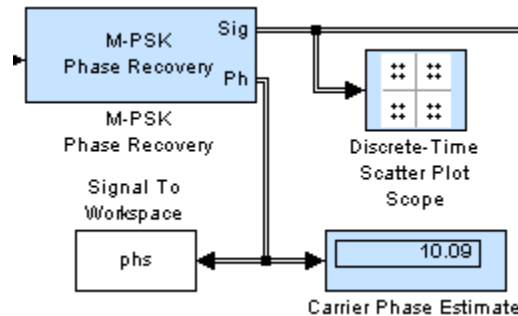 M-PSK
Phase Recovery
Sig
Ph
M-PSK
Phase Recovery
Discrete-Time
Scatter Plot
Scope
Signal To
Workspace
phs
10.09
Carrier Phase Estimate